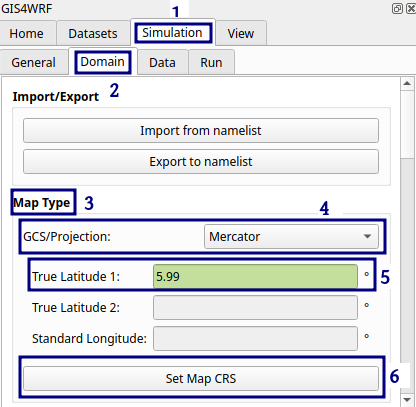 GIS4WRF
1
Home Datasets Simulation View
General Domain Data Run
2
Import/Export
Import from namelist
Export to namelist
Map Type 3
4
GCS/Projection: Mercator
True Latitude 1: 5.99 ° 5
True Latitude 2: °
Standard Longitude: °
Set Map CRS 6